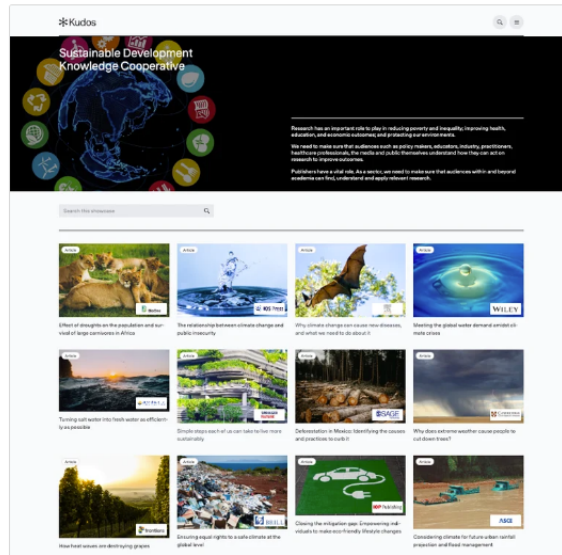 Kudos
Sustainable Development
Knowledge Cooperative
Research has an important role to play in reducing poverty and inequality; improving health,
education, and economic outcomes; and protecting our environments.
We need to make sure that audiences such as policy makers, educators, industry, practitioners,
healthcare professionals, the media and public themselves understand how they can act on
research to improve outcomes.
Publishers have a vital role. As a sector, we need to make sure that audiences within and beyond
academia can find, understand and apply relevant research.
Search this showcase
Article
Article
Article
Article
IOS Press
WILEY
Effect of droughts on the population and sur-
vival of large carnivores in Africa
The relationship between climate change and
public insecurity
Why climate change can cause new diseases,
and what we need to do about it
Meeting the global water demand amidst cli-
mate crises
Article
Article
Article
Article
SAGE
Turning salt water into fresh water as efficient-
ly as possible
Simple steps each of us can take to live more
sustainably
Deforestation in Mexico: Identifying the causes
and practices to curb it
Why does extreme weather cause people to
cut down trees?
Article
Article
Article
Article
frontiers
BRILL
IOP Publishing
ASCE
How heat waves are destroying grapes
Ensuring equal rights to a safe climate at the
global level
Closing the mitigation gap: Empowering indi-
viduals to make eco-friendly lifestyle changes
Considering climate for future urban rainfall
projection and flood management